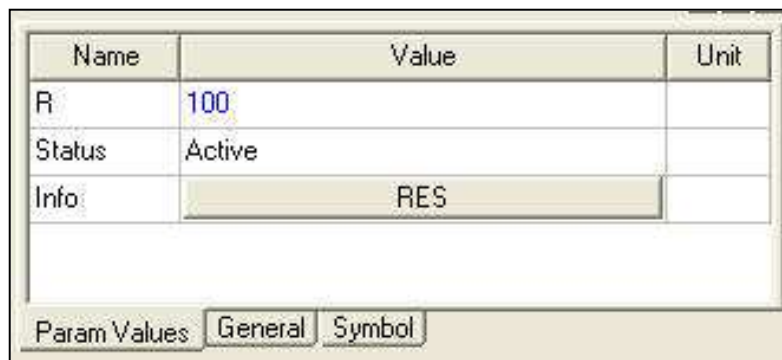 Name Value Unit
R 100
Status Active
Info RES
Param Values General Symbol